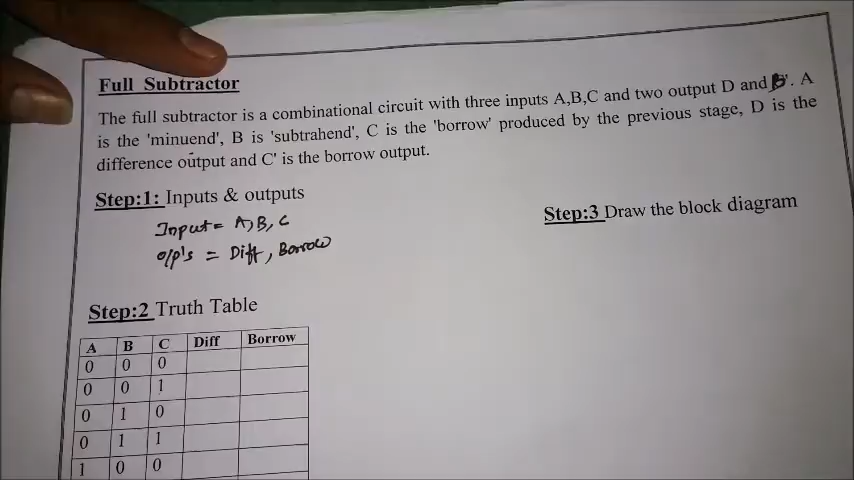 Full Subtractor
The full subtractor is a combinational circuit with three inputs A,B,C and two output D and B'. A
is the 'minuend', B is 'subtrahend', C is the 'borrow' produced by the previous stage, D is the
difference output and C' is the borrow output.
Step:1: Inputs & outputs
Input = A, B, C
o/p's = Diff, Borrow
Step:3 Draw the block diagram
Step:2 Truth Table
A B C Diff Borrow
0 0 0
0 0 1
0 1 0
0 1 1
1 0 0